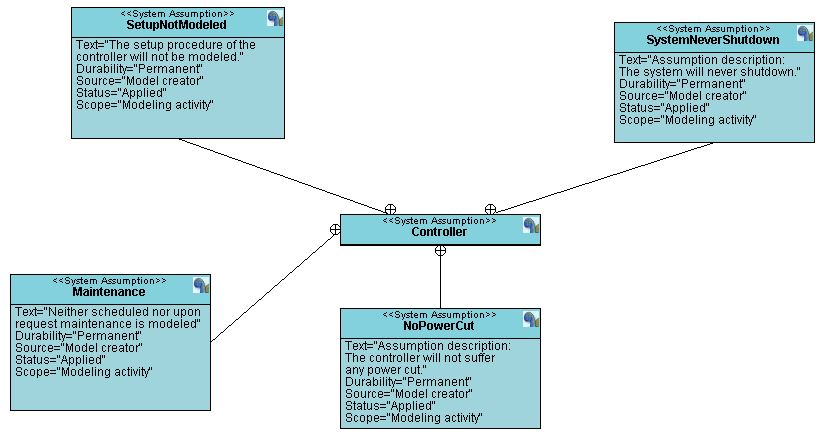 <<System Assumption>>
SetupNotModeled
Text="The setup procedure of the
controller will not be modeled."
Durability="Permanent"
Source="Model creator"
Status="Applied"
Scope="Modeling activity"
<<System Assumption>>
SystemNeverShutdown
Text="Assumption description:
The system will never shutdown."
Durability="Permanent"
Source="Model creator"
Status="Applied"
Scope="Modeling activity"
<<System Assumption>>
Controller
<<System Assumption>>
Maintenance
Text="Neither scheduled nor upon
request maintenance is modeled"
Durability="Permanent"
Source="Model creator"
Status="Applied"
Scope="Modeling activity"
<<System Assumption>>
NoPowerCut
Text="Assumption description:
The controller will not suffer
any power cut."
Durability="Permanent"
Source="Model creator"
Status="Applied"
Scope="Modeling activity"